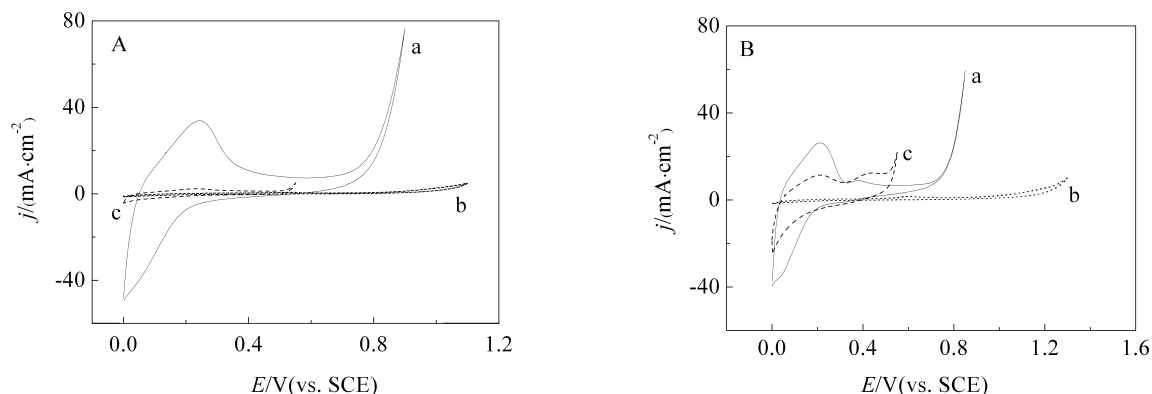 A
a
b
c
80
40
0
-40
0.0 0.4 0.8 1.2
j/(mA·cm⁻²)
E/V(vs. SCE)
B
a
c
b
80
40
0
-40
0.0 0.4 0.8 1.2 1.6
j/(mA·cm⁻²)
E/V(vs. SCE)